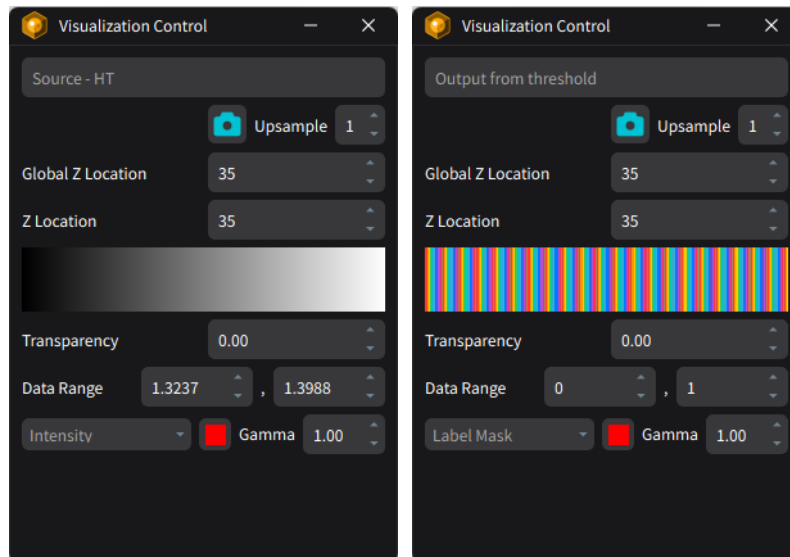 Visualization Control
Source - HT
Upsample 1
Global Z Location 35
Z Location 35
Transparency 0.00
Data Range 1.3237 , 1.3988
Intensity Gamma 1.00
Visualization Control
Output from threshold
Upsample 1
Global Z Location 35
Z Location 35
Transparency 0.00
Data Range 0 , 1
Label Mask Gamma 1.00